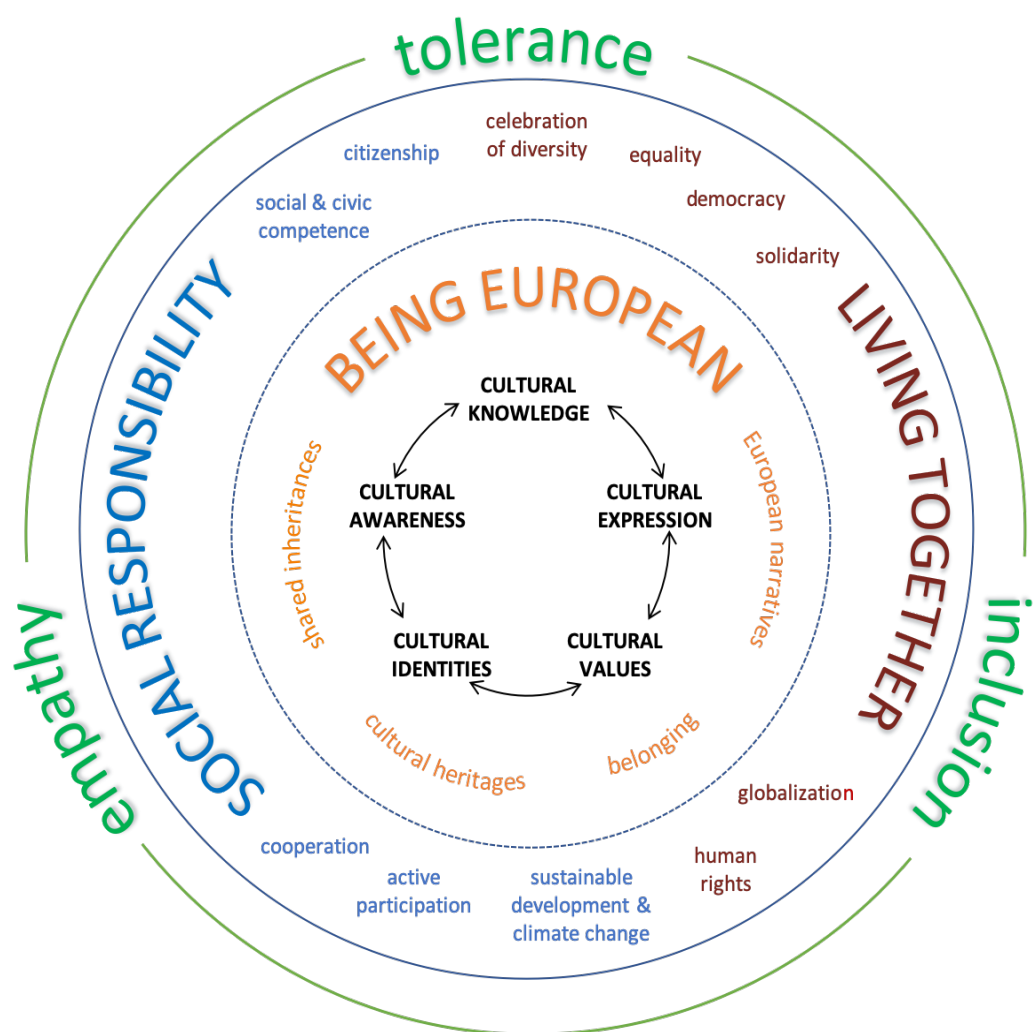 tolerance
celebration
of diversity
citizenship
equality
democracy
social & civic
competence
solidarity
SOCIAL RESPONSIBILITY
LIVING TOGETHER
BEING EUROPEAN
CULTURAL
KNOWLEDGE
shared inheritances
CULTURAL
AWARENESS
CULTURAL
EXPRESSION
European narratives
CULTURAL
IDENTITIES
CULTURAL
VALUES
cultural heritages
belonging
empathy
inclusion
globalization
cooperation
human
rights
active
participation
sustainable
development &
climate change